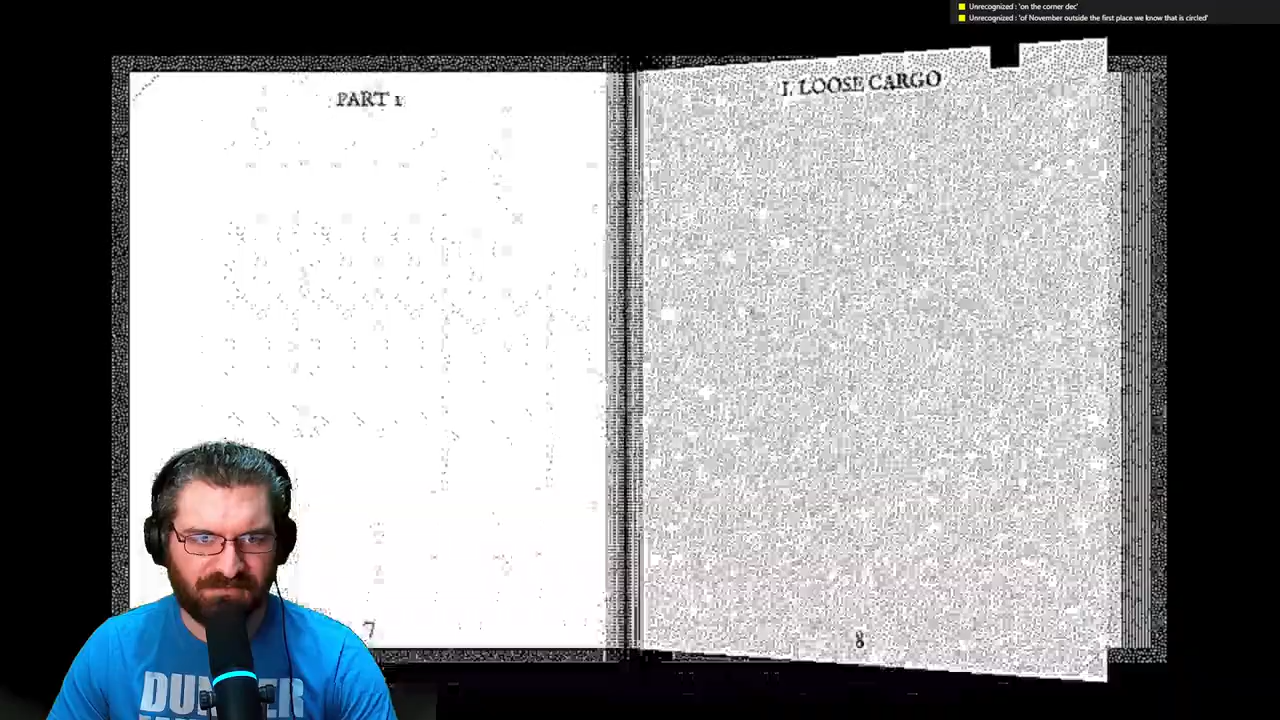 Unrecognized : 'on the corner dec'
Unrecognized : 'of November outside the first place we know that is circled'
PART 1
I. LOOSE CARGO
7
8